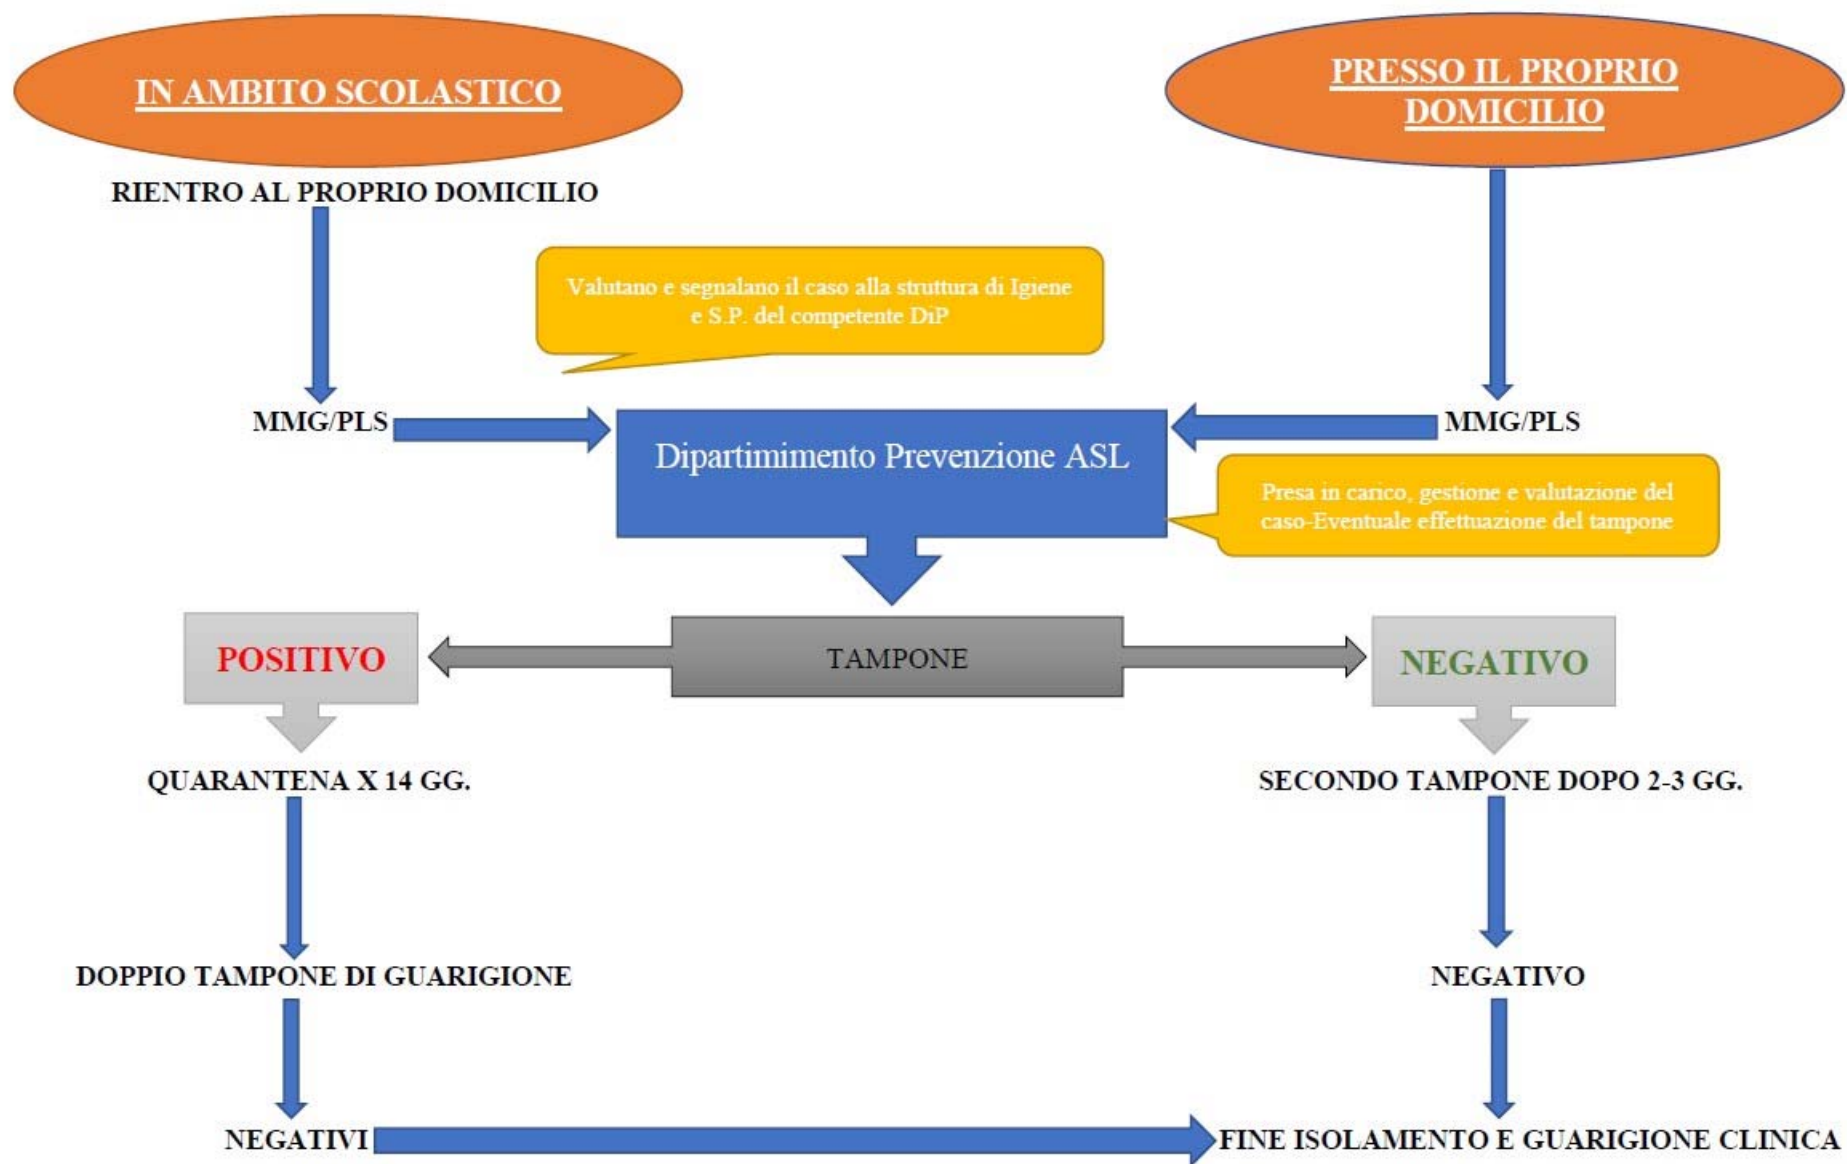 IN AMBITO SCOLASTICO
PRESSO IL PROPRIO
DOMICILIO
RIENTRO AL PROPRIO DOMICILIO
Valutano e segnalano il caso alla struttura di Igiene
e S.P. del competente DiP
MMG/PLS
MMG/PLS
Dipartimimento Prevenzione ASL
Presa in carico, gestione e valutazione del
caso-Eventuale effettuazione del tampone
POSITIVO
TAMPONE
NEGATIVO
QUARANTENA X 14 GG.
SECONDO TAMPONE DOPO 2-3 GG.
DOPPIO TAMPONE DI GUARIGIONE
NEGATIVO
NEGATIVI
FINE ISOLAMENTO E GUARIGIONE CLINICA